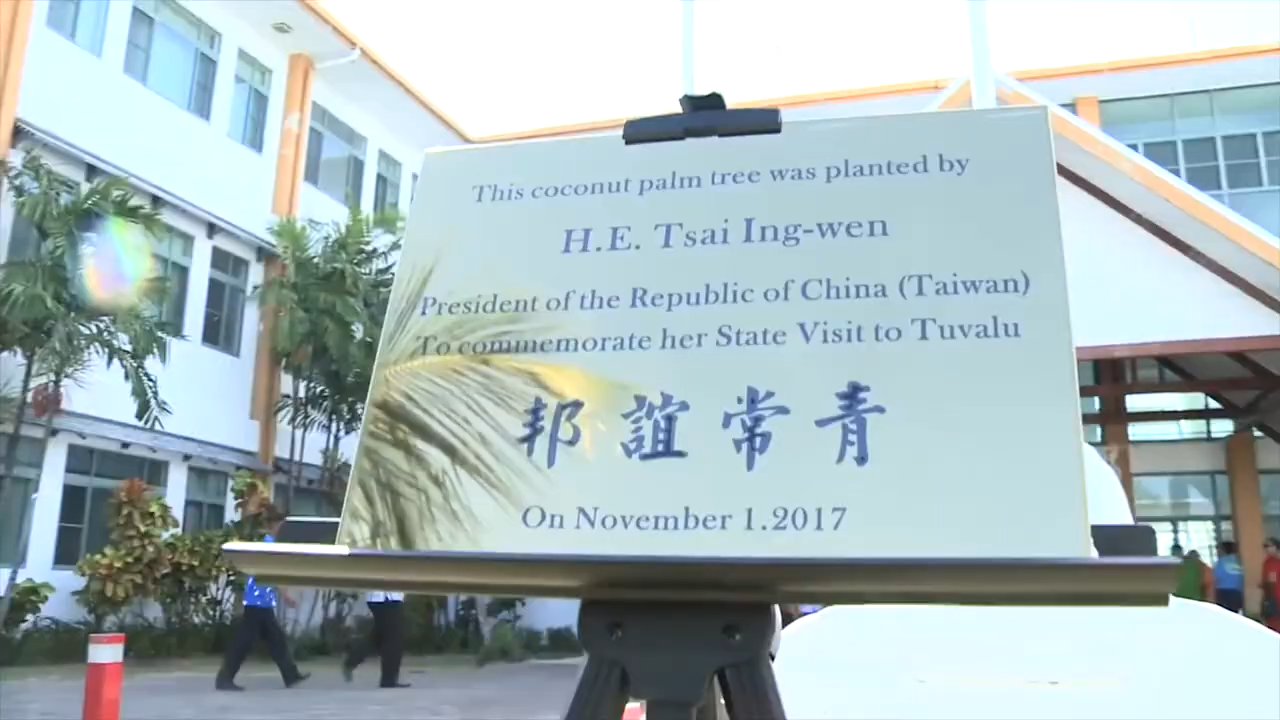 This coconut palm tree was planted by
H.E. Tsai Ing-wen
President of the Republic of China (Taiwan)
To commemorate her State Visit to Tuvalu
邦誼常青
On November 1.2017